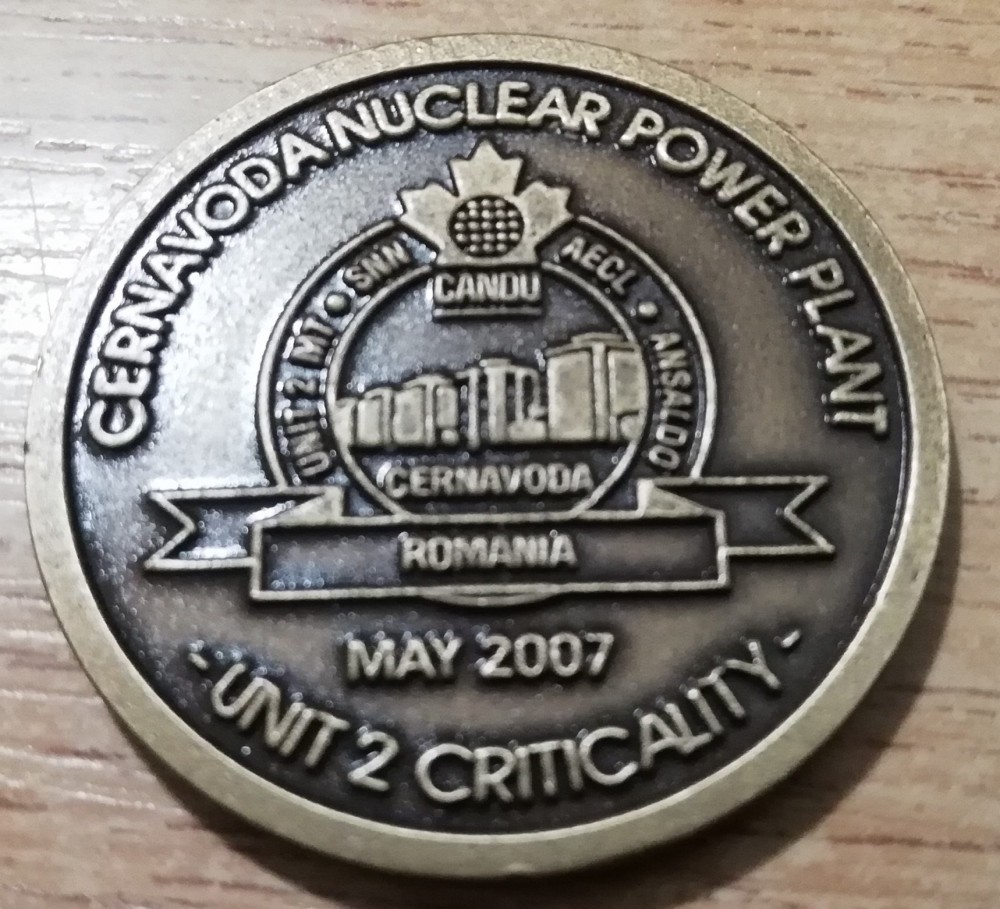 CERNAVODA NUCLEAR POWER PLANT
UNIT 2 MT • SNN
AECL • ANSALDO
CANDU
CERNAVODA
ROMANIA
MAY 2007
- UNIT 2 CRITICALITY -